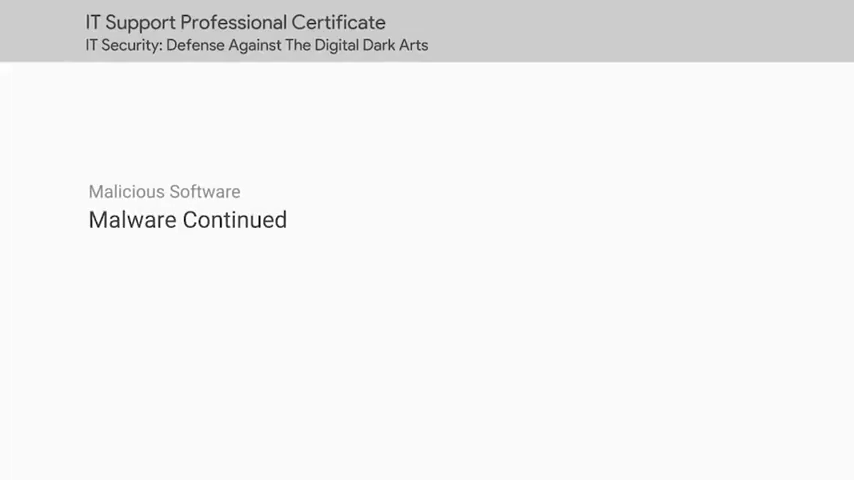 IT Support Professional Certificate
IT Security: Defense Against The Digital Dark Arts
Malicious Software
Malware Continued